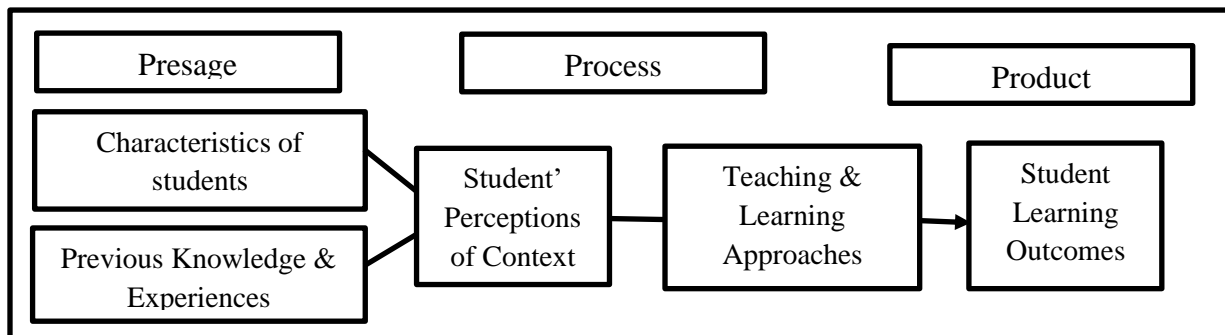 Presage
Process
Product
Characteristics of
students
Previous Knowledge &
Experiences
Student’
Perceptions
of Context
Teaching &
Learning
Approaches
Student
Learning
Outcomes